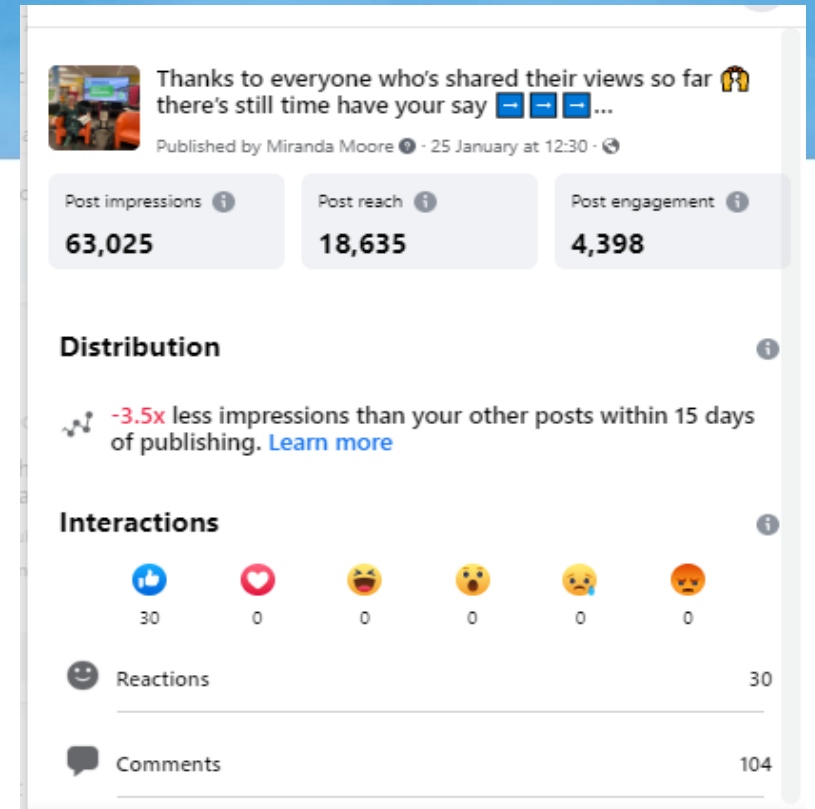 Thanks to everyone who's shared their views so far 🙌
there's still time have your say ➡️ ➡️ ➡️...
Published by Miranda Moore · 25 January at 12:30 ·
Post impressions
Post reach
Post engagement
63,025
18,635
4,398
Distribution
-3.5x less impressions than your other posts within 15 days
of publishing. Learn more
Interactions
30 0 0 0 0 0
Reactions 30
Comments 104